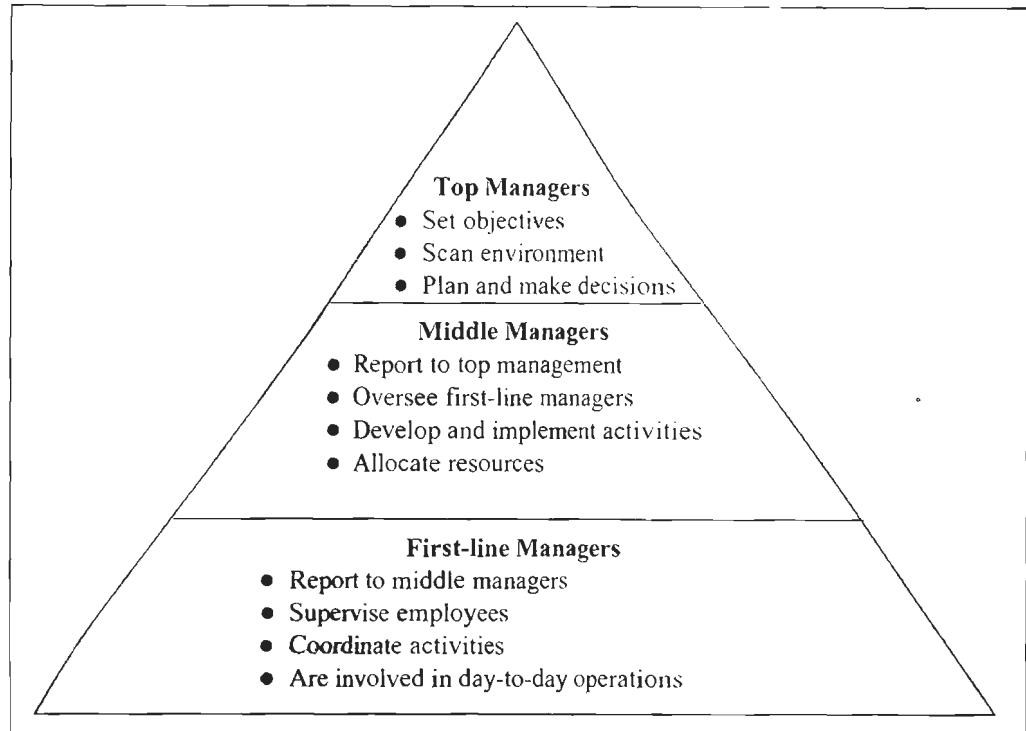 Top Managers
● Set objectives
● Scan environment
● Plan and make decisions
Middle Managers
● Report to top management
● Oversee first-line managers
● Develop and implement activities
● Allocate resources
First-line Managers
● Report to middle managers
● Supervise employees
● Coordinate activities
● Are involved in day-to-day operations